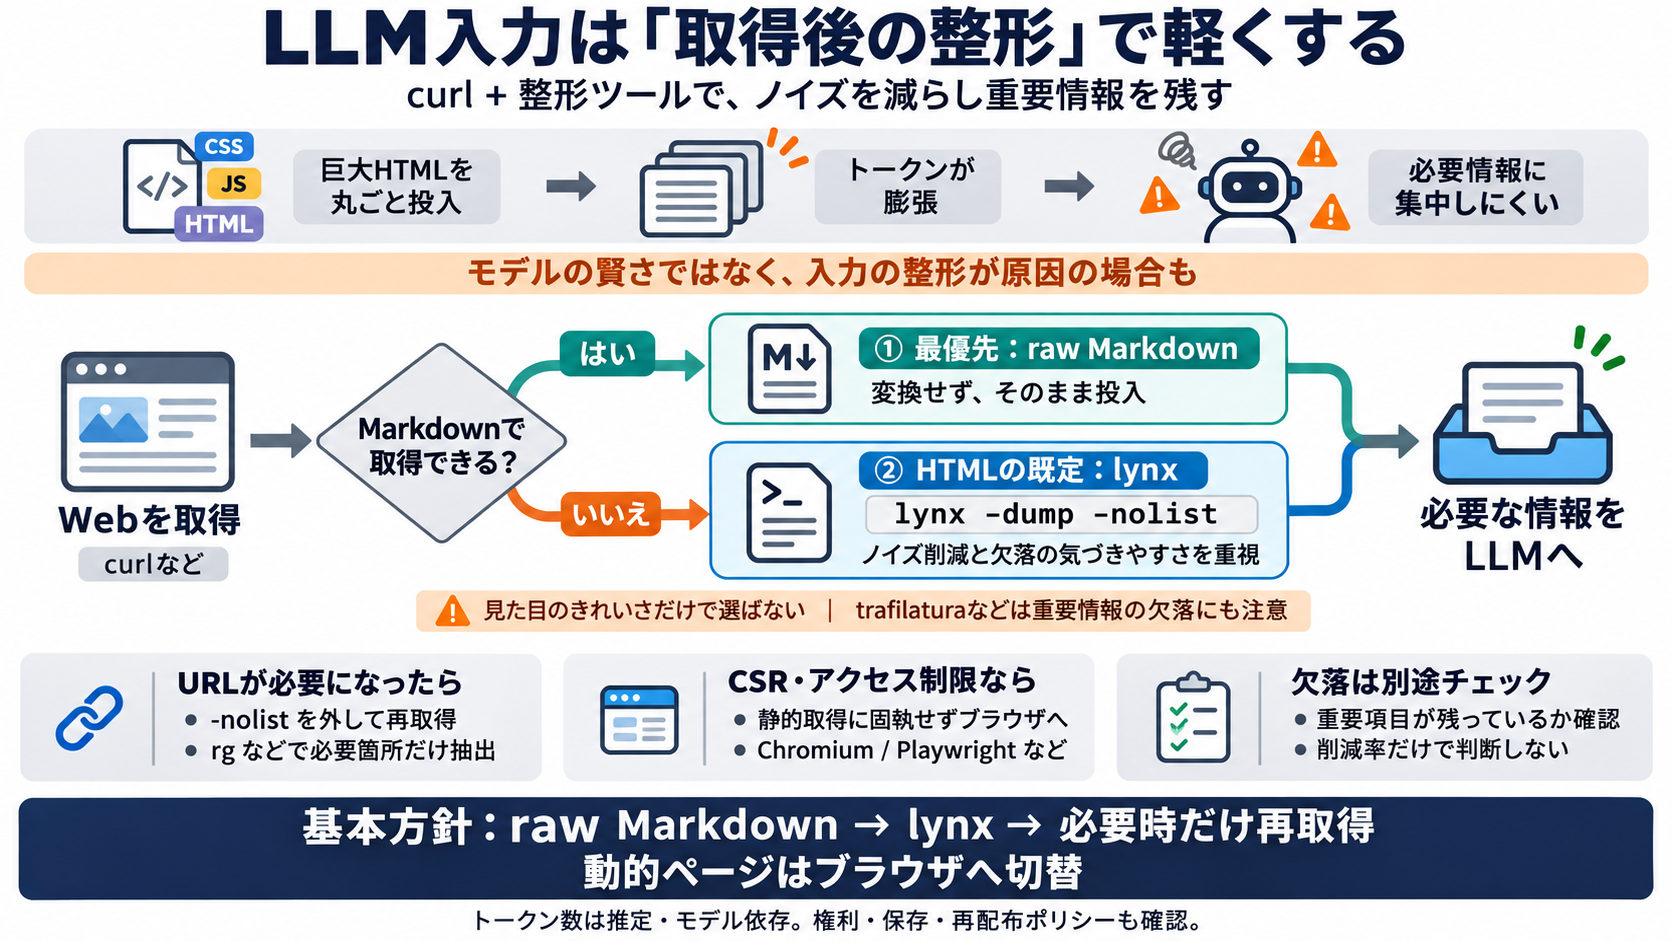 LLM入力は「取得後の整形」で軽くする
curl + 整形ツールで、ノイズを減らし重要情報を残す
</>
CSS
JS
HTML
巨大HTMLを
丸ごと投入
トークンが
膨張
必要情報に
集中しにくい
モデルの賢さではなく、入力の整形が原因の場合も
Webを取得
curlなど
Markdownで
取得できる？
はい
M↓
① 最優先：raw Markdown
変換せず、そのまま投入
いいえ
>_
② HTMLの既定：lynx
lynx -dump -nolist
ノイズ削減と欠落の気づきやすさを重視
必要な情報を
LLMへ
見た目のきれいさだけで選ばない | trafilaturaなどは重要情報の欠落にも注意
URLが必要になったら
• -nolist を外して再取得
• rg などで必要箇所だけ抽出
CSR・アクセス制限なら
• 静的取得に固執せずブラウザへ
• Chromium / Playwright など
欠落は別途チェック
• 重要項目が残っているか確認
• 削減率だけで判断しない
基本方針：raw Markdown → lynx → 必要時だけ再取得
動的ページはブラウザへ切替
トークン数は推定・モデル依存。権利・保存・再配布ポリシーも確認。